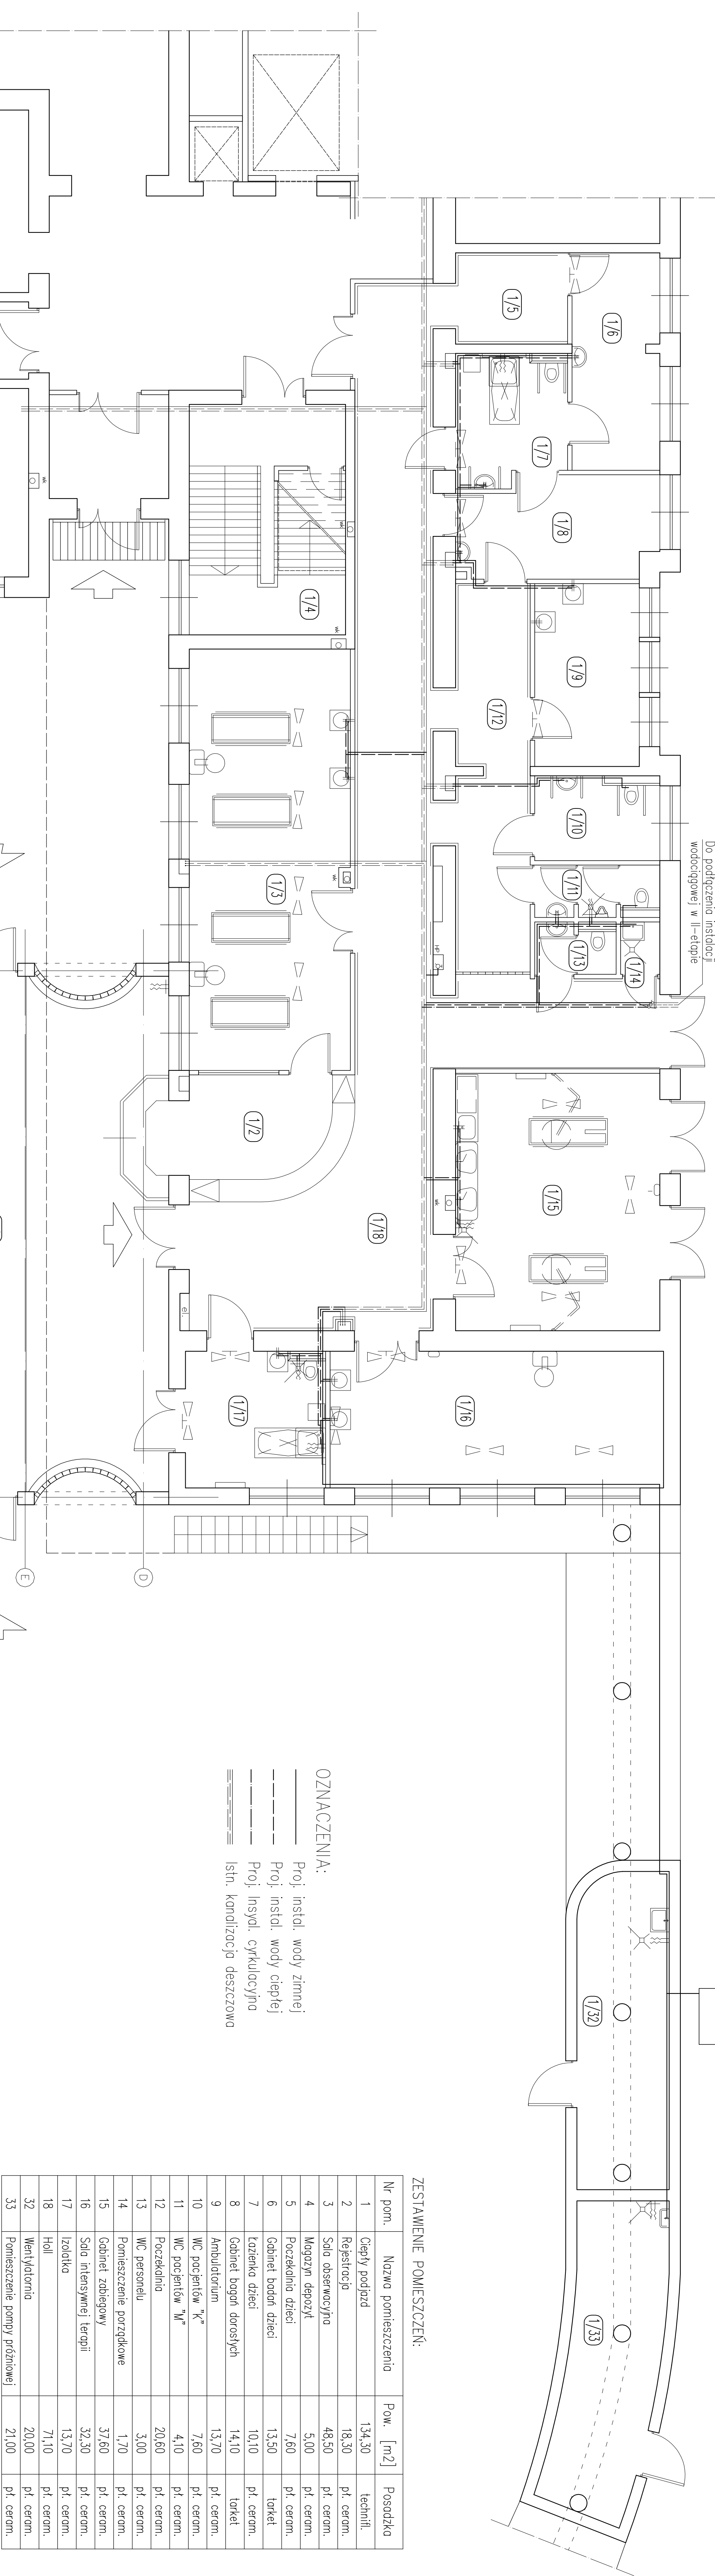 Do podłączenia instalacji
wodociągowej w II-etapie
1/5
1/6
1/7
1/8
1/9
1/12
1/10
1/11
1/13
1/14
HP
1/15
wk
1/4
wk
wk
wk
1/3
wk
1/2
1/18
el.
1/17
1/16
E
D
1/32
1/33
OZNACZENIA:
Proj. instal. wody zimnej
Proj. instal. wody ciepłej
Proj. Insyal. cyrkulacyjna
Istn. kanalizacja deszczowa
ZESTAWIENIE POMIESZCZEŃ:
Nr pom. Nazwa pomieszczenia Pow. [m2] Posadzka
1 Ciepły podjazd 134,30 technifl.
2 Rejestracja 18,30 pł. ceram.
3 Sala obserwacyjna 48,50 pł. ceram.
4 Magazyn depozyt 5,00 pł. ceram.
5 Poczekalnia dzieci 7,60 pł. ceram.
6 Gabinet badań dzieci 13,50 tarket
7 Łazienka dzieci 10,10 pł. ceram.
8 Gabinet bagań dorosłych 14,10 tarket
9 Ambulatorium 13,70 pł. ceram.
10 WC pacjentów "K" 7,60 pł. ceram.
11 WC pacjentów "M" 4,10 pł. ceram.
12 Poczekalnia 20,60 pł. ceram.
13 WC personelu 3,00 pł. ceram.
14 Pomieszczenie porządkowe 1,70 pł. ceram.
15 Gabinet zabiegowy 37,60 pł. ceram.
16 Sala intensywnej terapii 32,30 pł. ceram.
17 Izolatka 13,70 pł. ceram.
18 Holl 71,10 pł. ceram.
32 Wentylatornia 20,00 pł. ceram.
33 Pomieszczenie pompy próżniowej 21,00 pł. ceram.